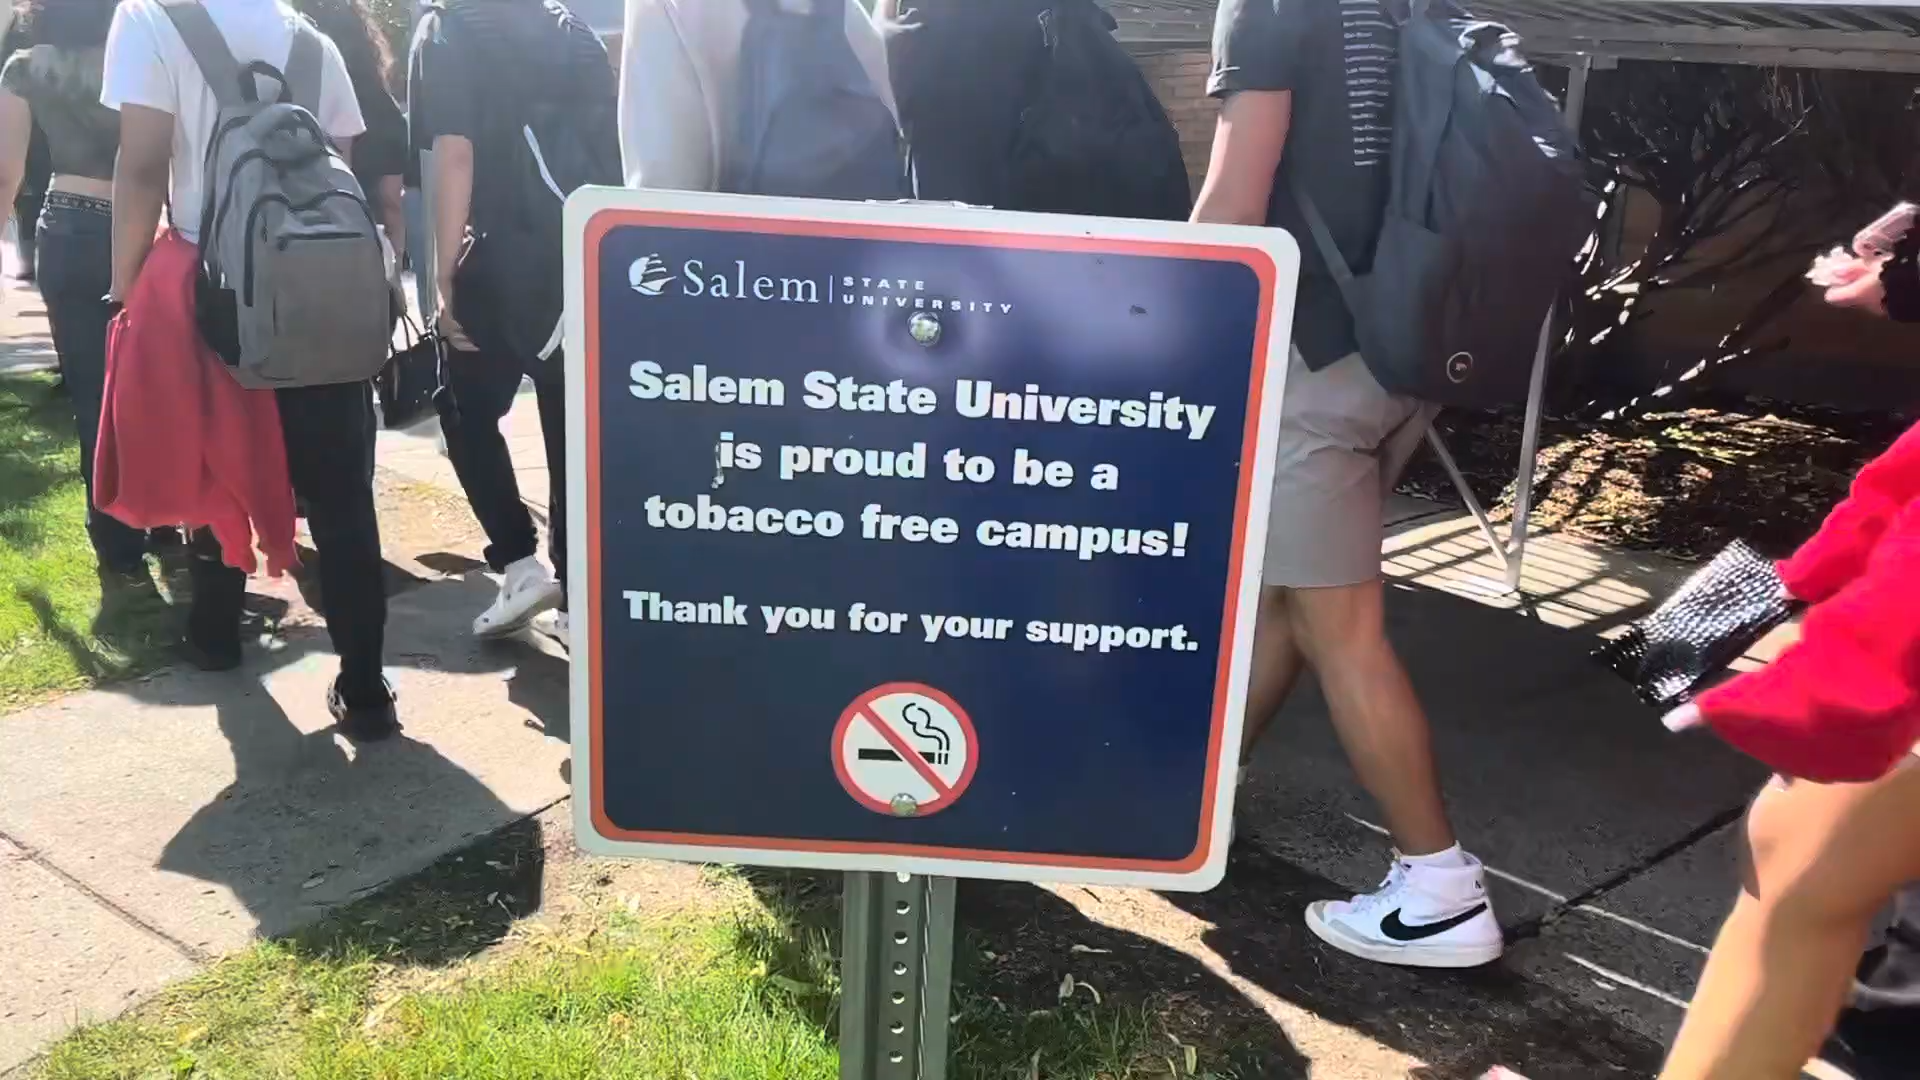 Salem STATE
UNIVERSITY
Salem State University
is proud to be a
tobacco free campus!
Thank you for your support.